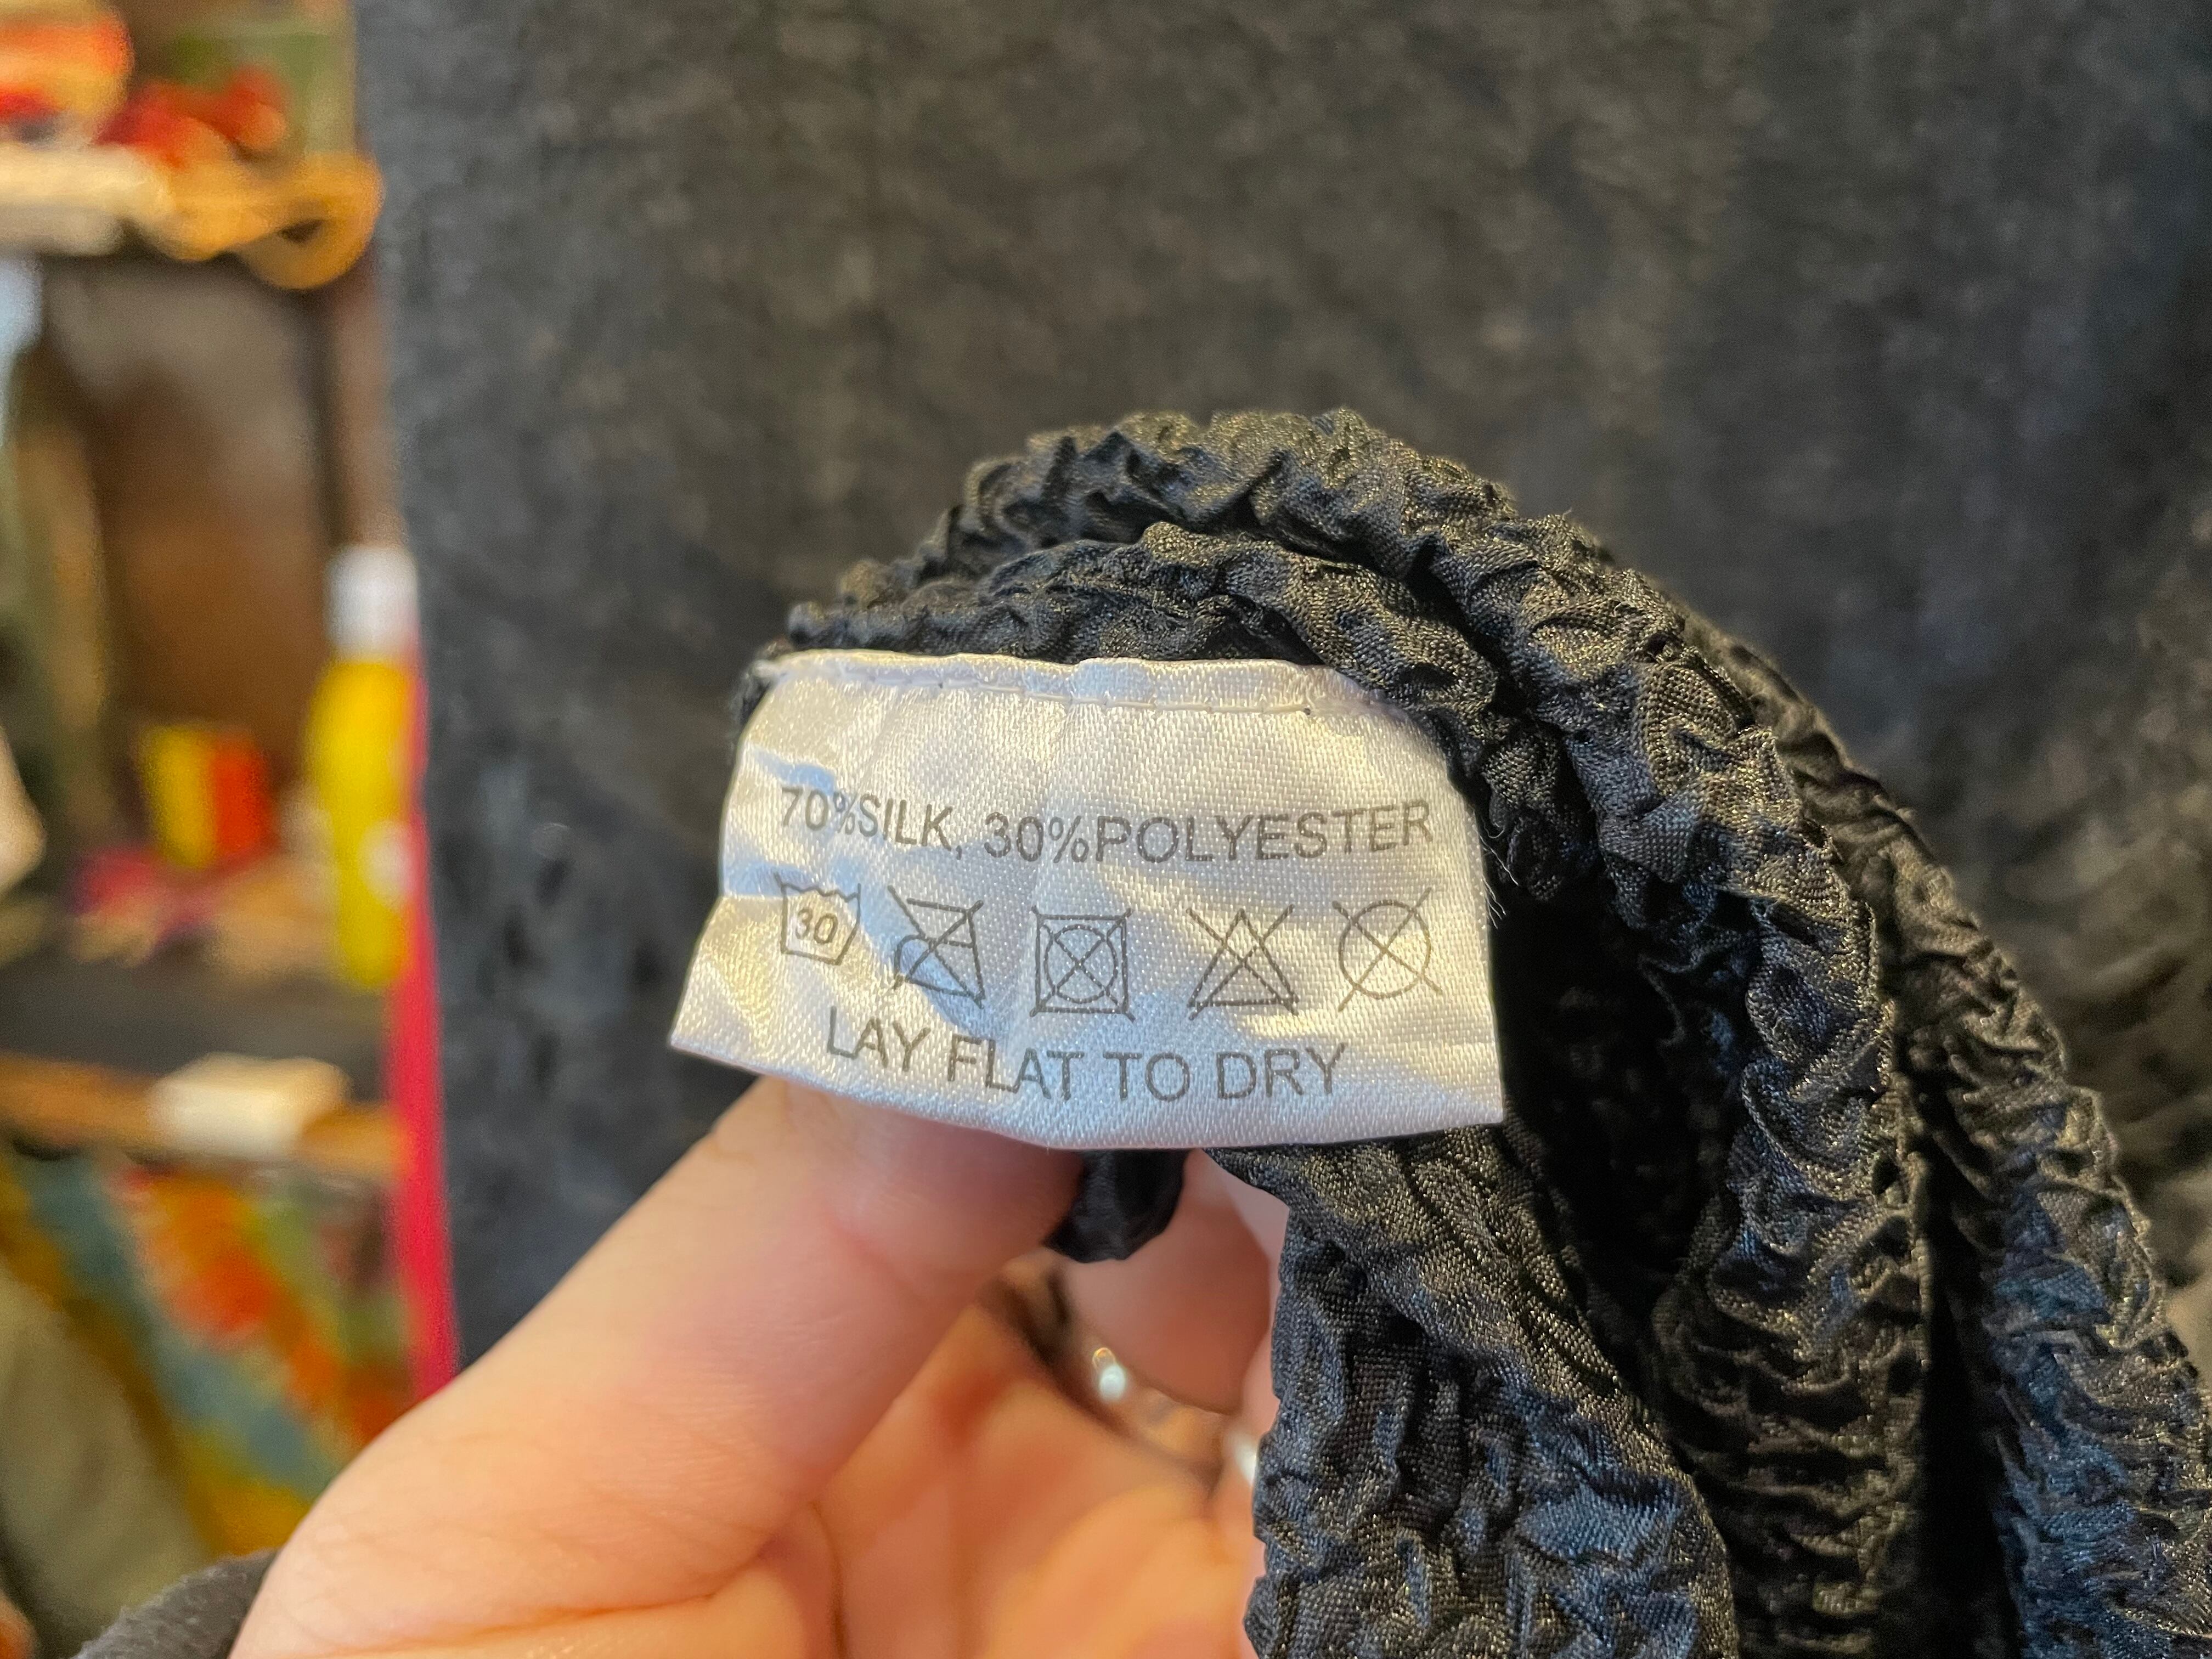 70%SILK, 30%POLYESTER
30
LAY FLAT TO DRY